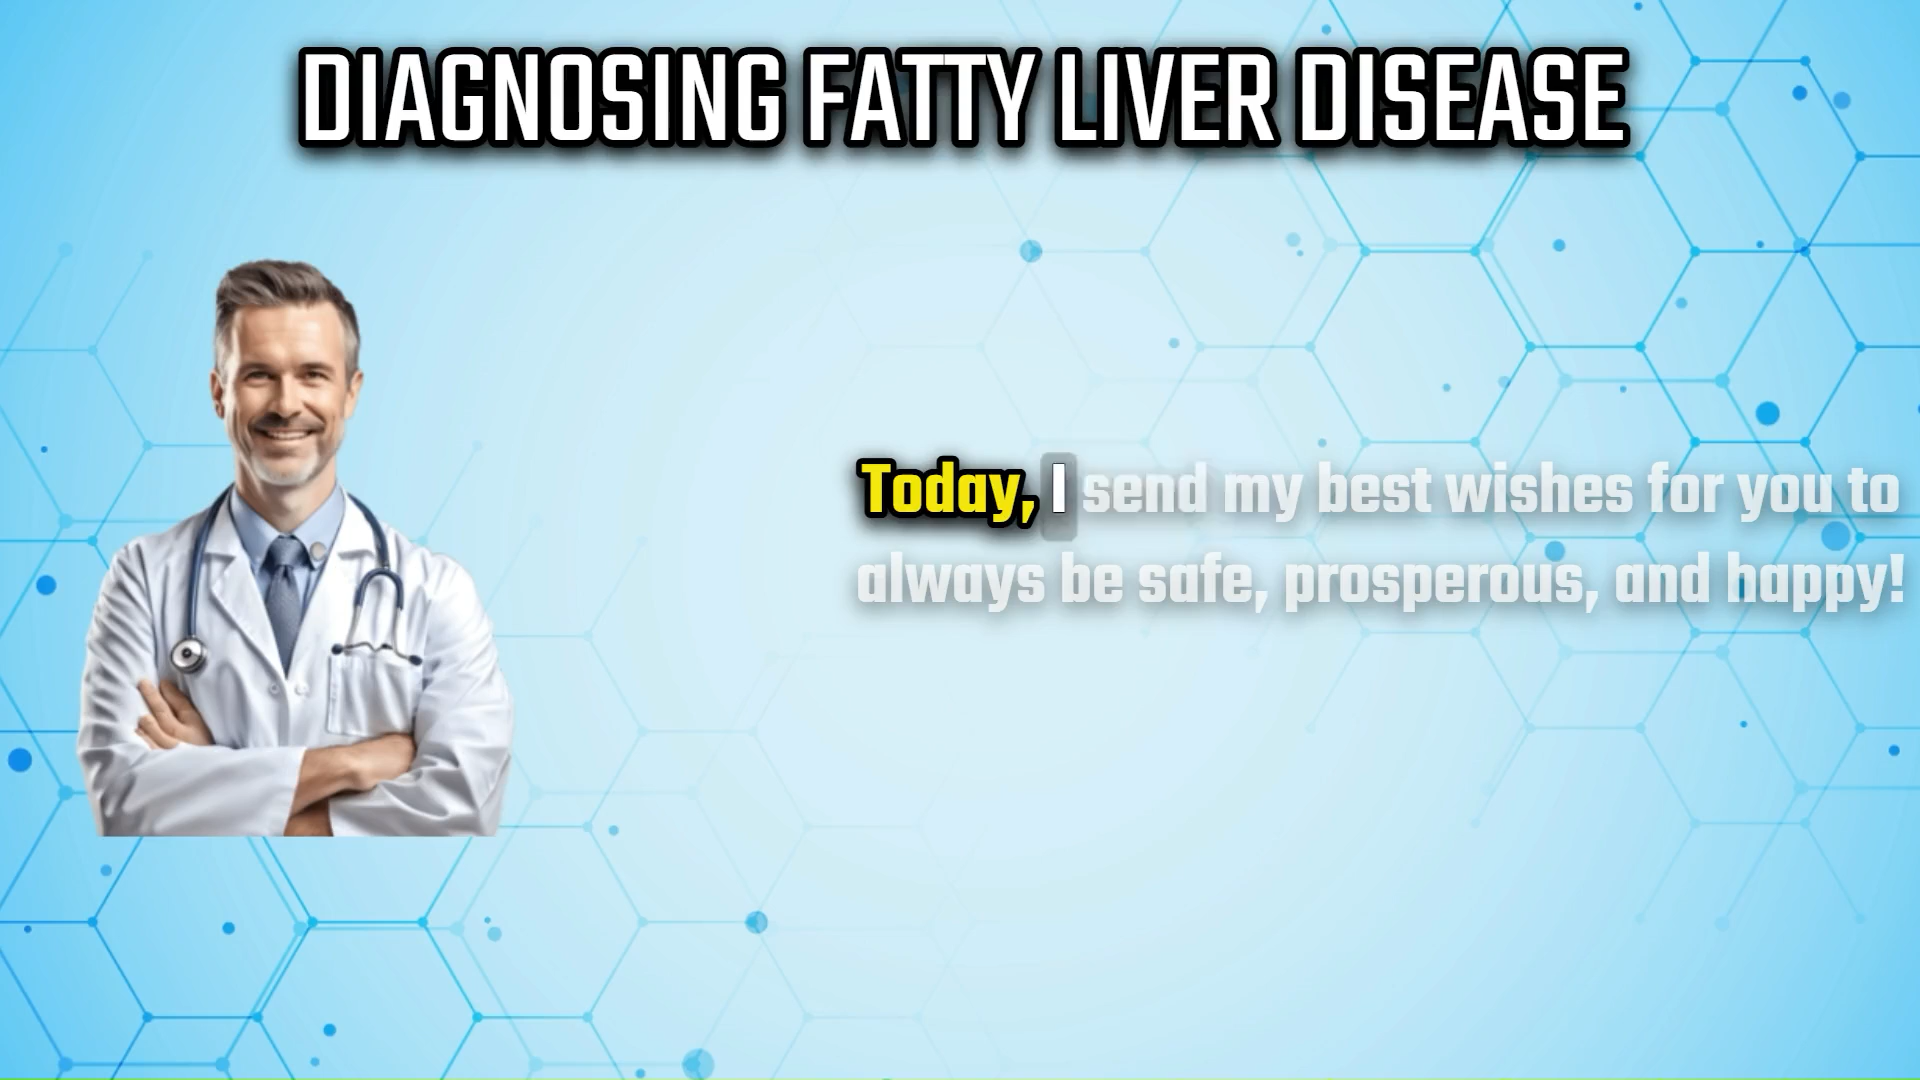 DIAGNOSING FATTY LIVER DISEASE
Today, I send my best wishes for you to
always be safe, prosperous, and happy!